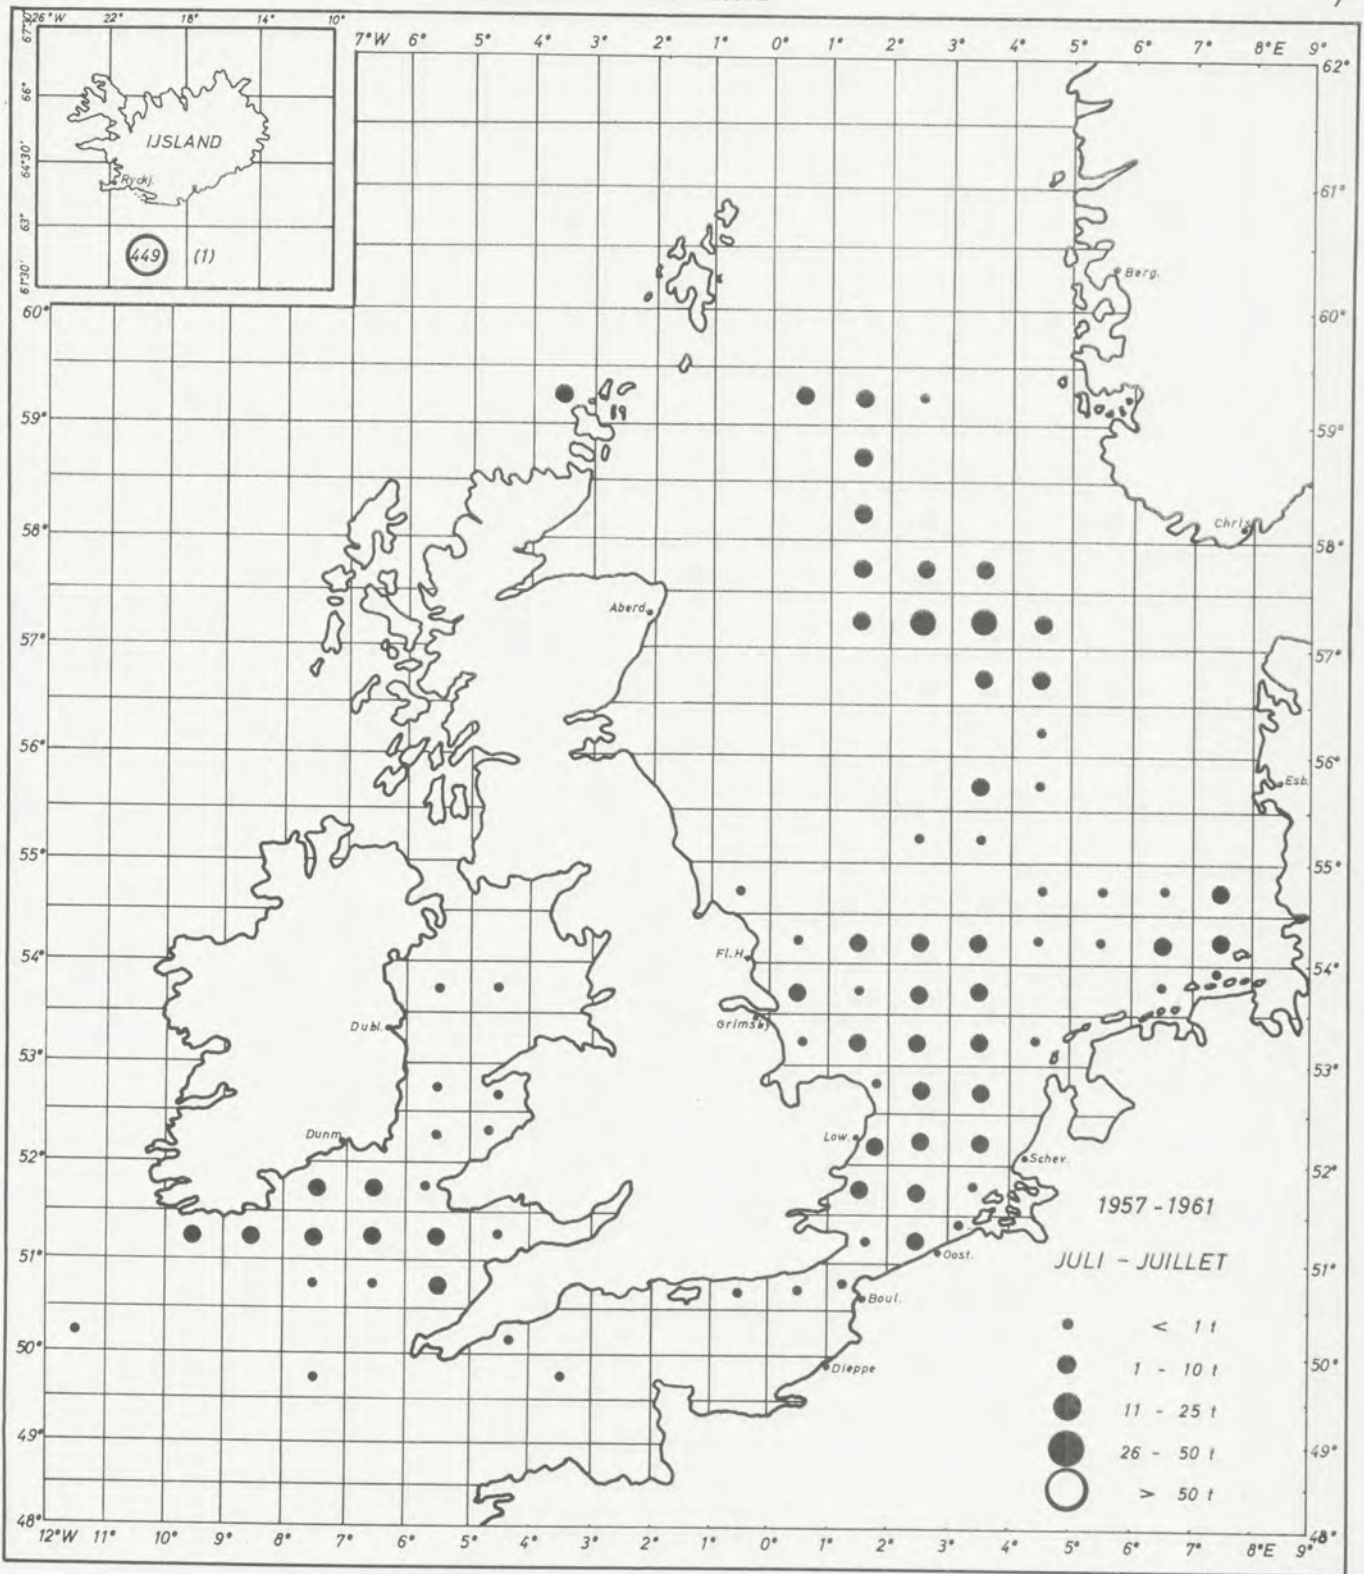 26°W 22° 18° 14° 10°
66°
64°30'
63°
61°30'
IJSLAND
Ryckj.
449 (1)
7°W 6° 5° 4° 3° 2° 1° 0° 1° 2° 3° 4° 5° 6° 7° 8°E 9°
62°
61°
60° 60°
59° 59°
58° 58°
57° 57°
56° 56°
55° 55°
54° 54°
53° 53°
52° 52°
51° 51°
50° 50°
49° 49°
48° 48°
Berg.
Chris
Aberd.
Esb.
Fl.H.
Grimsby
Dubl.
Dunm.
Low.
Schev.
Oost.
Boul.
Dieppe
1957 - 1961
JULI - JUILLET
< 1 t
1 - 10 t
11 - 25 t
26 - 50 t
> 50 t
12°W 11° 10° 9° 8° 7° 6° 5° 4° 3° 2° 1° 0° 1° 2° 3° 4° 5° 6° 7° 8°E 9°